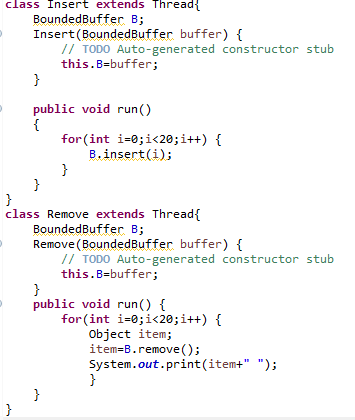 class Insert extends Thread{
    BoundedBuffer B;
    Insert(BoundedBuffer buffer) {
        // TODO Auto-generated constructor stub
        this.B=buffer;
    }

    public void run()
    {
        for(int i=0;i<20;i++) {
            B.insert(i);
        }
    }
}
class Remove extends Thread{
    BoundedBuffer B;
    Remove(BoundedBuffer buffer) {
        // TODO Auto-generated constructor stub
        this.B=buffer;
    }
    public void run() {
        for(int i=0;i<20;i++) {
            Object item;
            item=B.remove();
            System.out.print(item+" ");
            }
    }
}